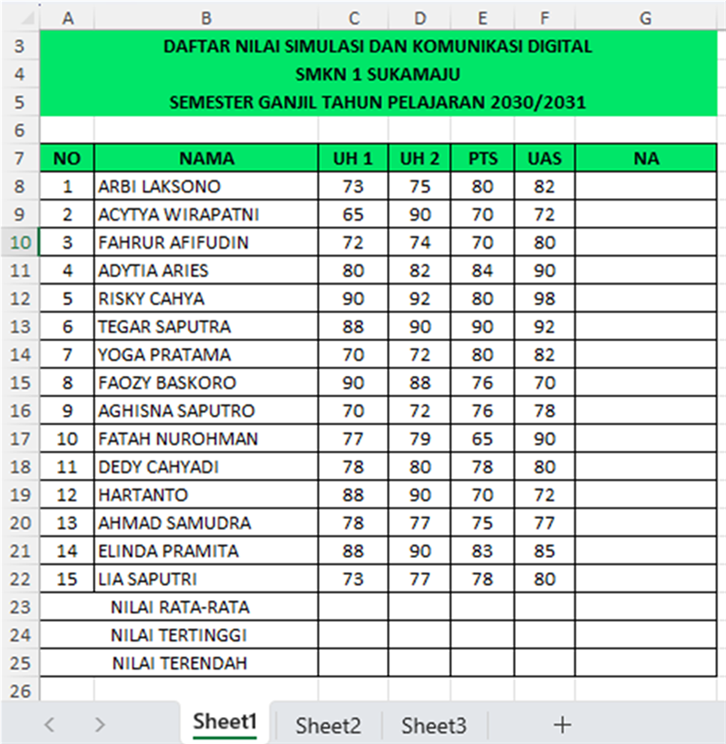 A B C D E F G
3 DAFTAR NILAI SIMULASI DAN KOMUNIKASI DIGITAL
4 SMKN 1 SUKAMAJU
5 SEMESTER GANJIL TAHUN PELAJARAN 2030/2031
6
7 NO NAMA UH 1 UH 2 PTS UAS NA
8 1 ARBI LAKSONO 73 75 80 82
9 2 ACYTYA WIRAPATNI 65 90 70 72
10 3 FAHRUR AFIFUDIN 72 74 70 80
11 4 ADYTIA ARIES 80 82 84 90
12 5 RISKY CAHYA 90 92 80 98
13 6 TEGAR SAPUTRA 88 90 90 92
14 7 YOGA PRATAMA 70 72 80 82
15 8 FAOZY BASKORO 90 88 76 70
16 9 AGHISNA SAPUTRO 70 72 76 78
17 10 FATAH NUROHMAN 77 79 65 90
18 11 DEDY CAHYADI 78 80 78 80
19 12 HARTANTO 88 90 70 72
20 13 AHMAD SAMUDRA 78 77 75 77
21 14 ELINDA PRAMITA 88 90 83 85
22 15 LIA SAPUTRI 73 77 78 80
23 NILAI RATA-RATA
24 NILAI TERTINGGI
25 NILAI TERENDAH
26
Sheet1 Sheet2 Sheet3